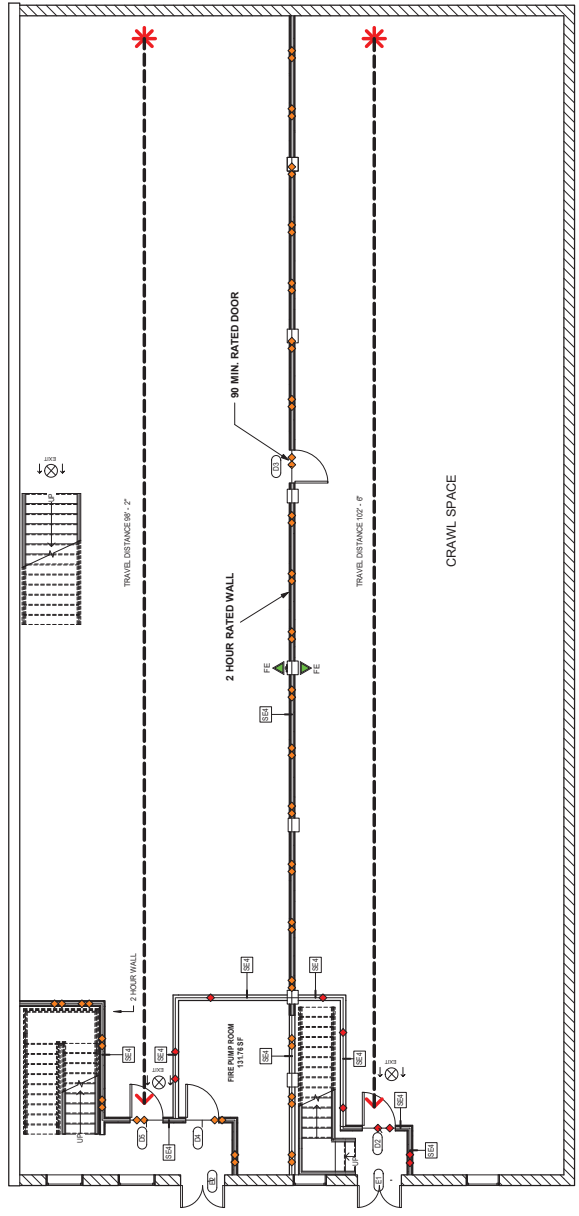 EXIT
UP
TRAVEL DISTANCE 98' - 2"
90 MIN. RATED DOOR
D3
TRAVEL DISTANCE 102' - 6"
CRAWL SPACE
2 HOUR RATED WALL
FE
FE
SE4
2 HOUR WALL
SE4
SE4
SE4
SE4
SE4
FIRE PUMP ROOM
131.76 SF
SE4
SE4
EXIT
EXIT
UP
D5
D4
SE4
SE4
D2
SE4
UP
E1